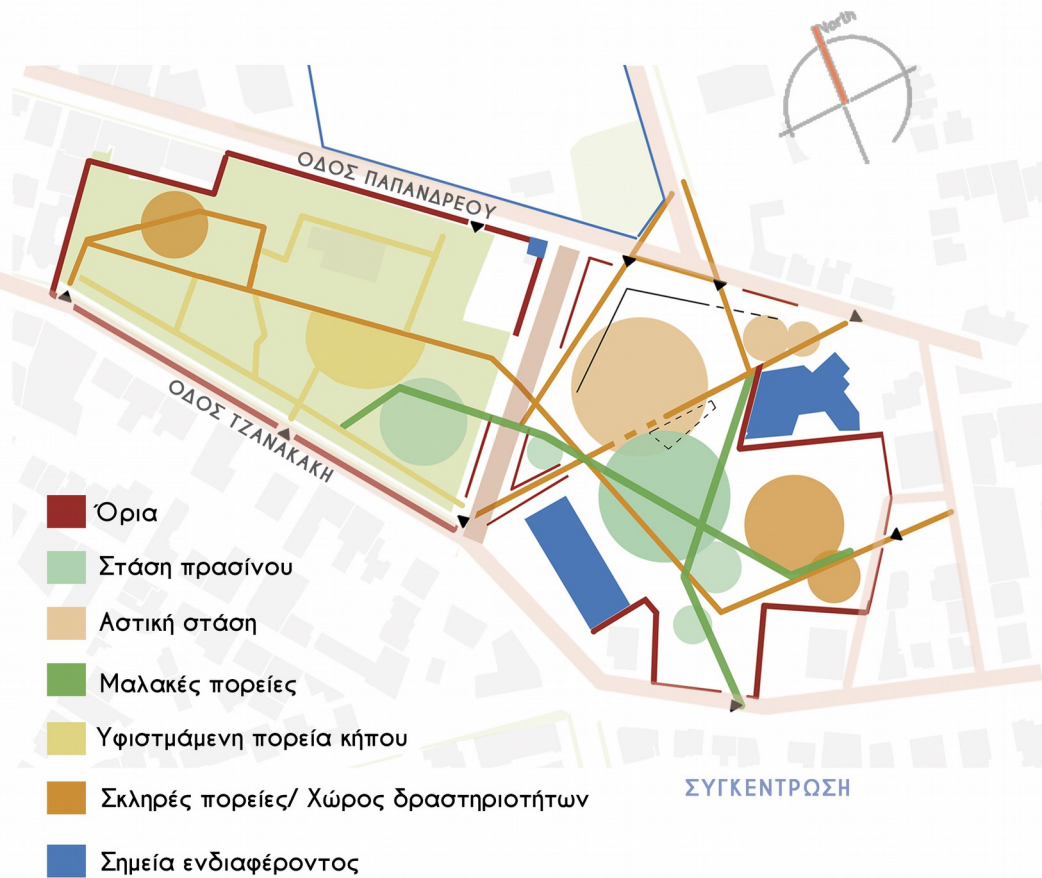 North
ΟΔΟΣ ΠΑΠΑΝΔΡΕΟΥ
ΟΔΟΣ ΤΖΑΝΑΚΑΚΗ
Όρια
Στάση πρασίνου
Αστική στάση
Μαλακές πορείες
Υφιστμάμενη πορεία κήπου
Σκληρές πορείες/ Χώρος δραστηριοτήτων
Σημεία ενδιαφέροντος
ΣΥΓΚΕΝΤΡΩΣΗ